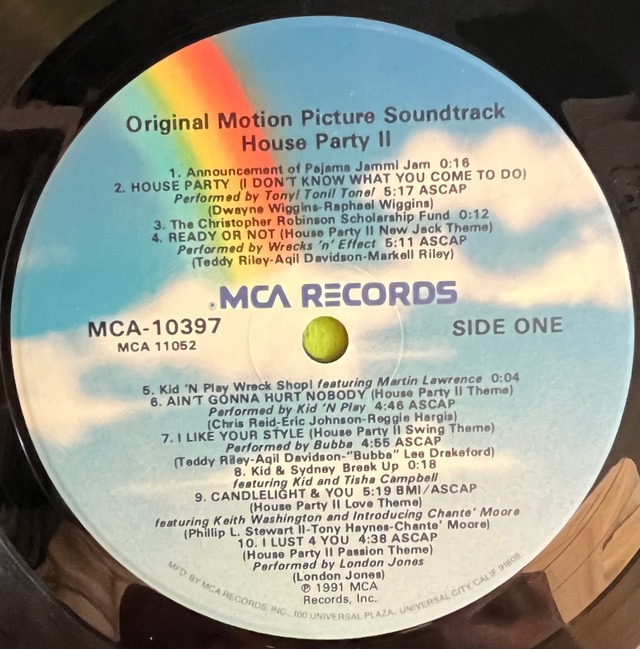 Original Motion Picture Soundtrack
House Party II
1. Announcement of Pajama Jammi Jam 0:16
2. HOUSE PARTY (I DON'T KNOW WHAT YOU COME TO DO)
Performed by Tony! Toni! Tone! 5:17 ASCAP
(Dwayne Wiggins-Raphael Wiggins)
3. The Christopher Robinson Scholarship Fund 0:12
4. READY OR NOT (House Party II New Jack Theme)
Performed by Wrecks 'n' Effect 5:11 ASCAP
(Teddy Riley-Aqil Davidson-Markell Riley)
MCA RECORDS
MCA-10397
MCA 11052
SIDE ONE
5. Kid 'N Play Wreck Shop! featuring Martin Lawrence 0:04
6. AIN'T GONNA HURT NOBODY (House Party II Theme)
Performed by Kid 'N Play 4:46 ASCAP
(Chris Reid-Eric Johnson-Reggie Hargis)
7. I LIKE YOUR STYLE (House Party II Swing Theme)
Performed by Bubba 4:55 ASCAP
(Teddy Riley-Aqil Davidson-"Bubba" Lee Drakeford)
8. Kid & Sydney Break Up 0:18
featuring Kid and Tisha Campbell
9. CANDLELIGHT & YOU 5:19 BMI/ASCAP
(House Party II Love Theme)
featuring Keith Washington and Introducing Chante' Moore
(Phillip L. Stewart II-Tony Haynes-Chante' Moore)
10. I LUST 4 YOU 4:38 ASCAP
(House Party II Passion Theme)
Performed by London Jones
(London Jones)
℗ 1991 MCA
Records, Inc.
MFD. BY MCA RECORDS, INC., 100 UNIVERSAL PLAZA, UNIVERSAL CITY, CALIF. 91608